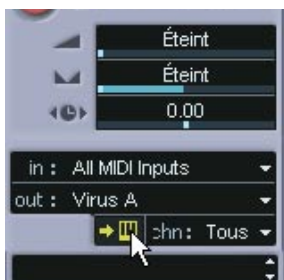 Éteint
Éteint
0.00
in : All MIDI Inputs
out : Virus A
chn: Tous